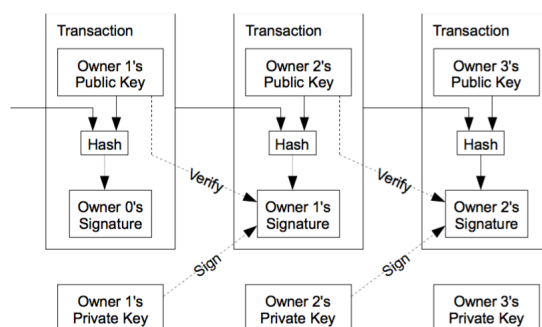 Transaction
Owner 1's
Public Key
Hash
Owner 0's
Signature
Owner 1's
Private Key
Transaction
Owner 2's
Public Key
Hash
Verify
Owner 1's
Signature
Sign
Owner 2's
Private Key
Transaction
Owner 3's
Public Key
Hash
Verify
Owner 2's
Signature
Sign
Owner 3's
Private Key